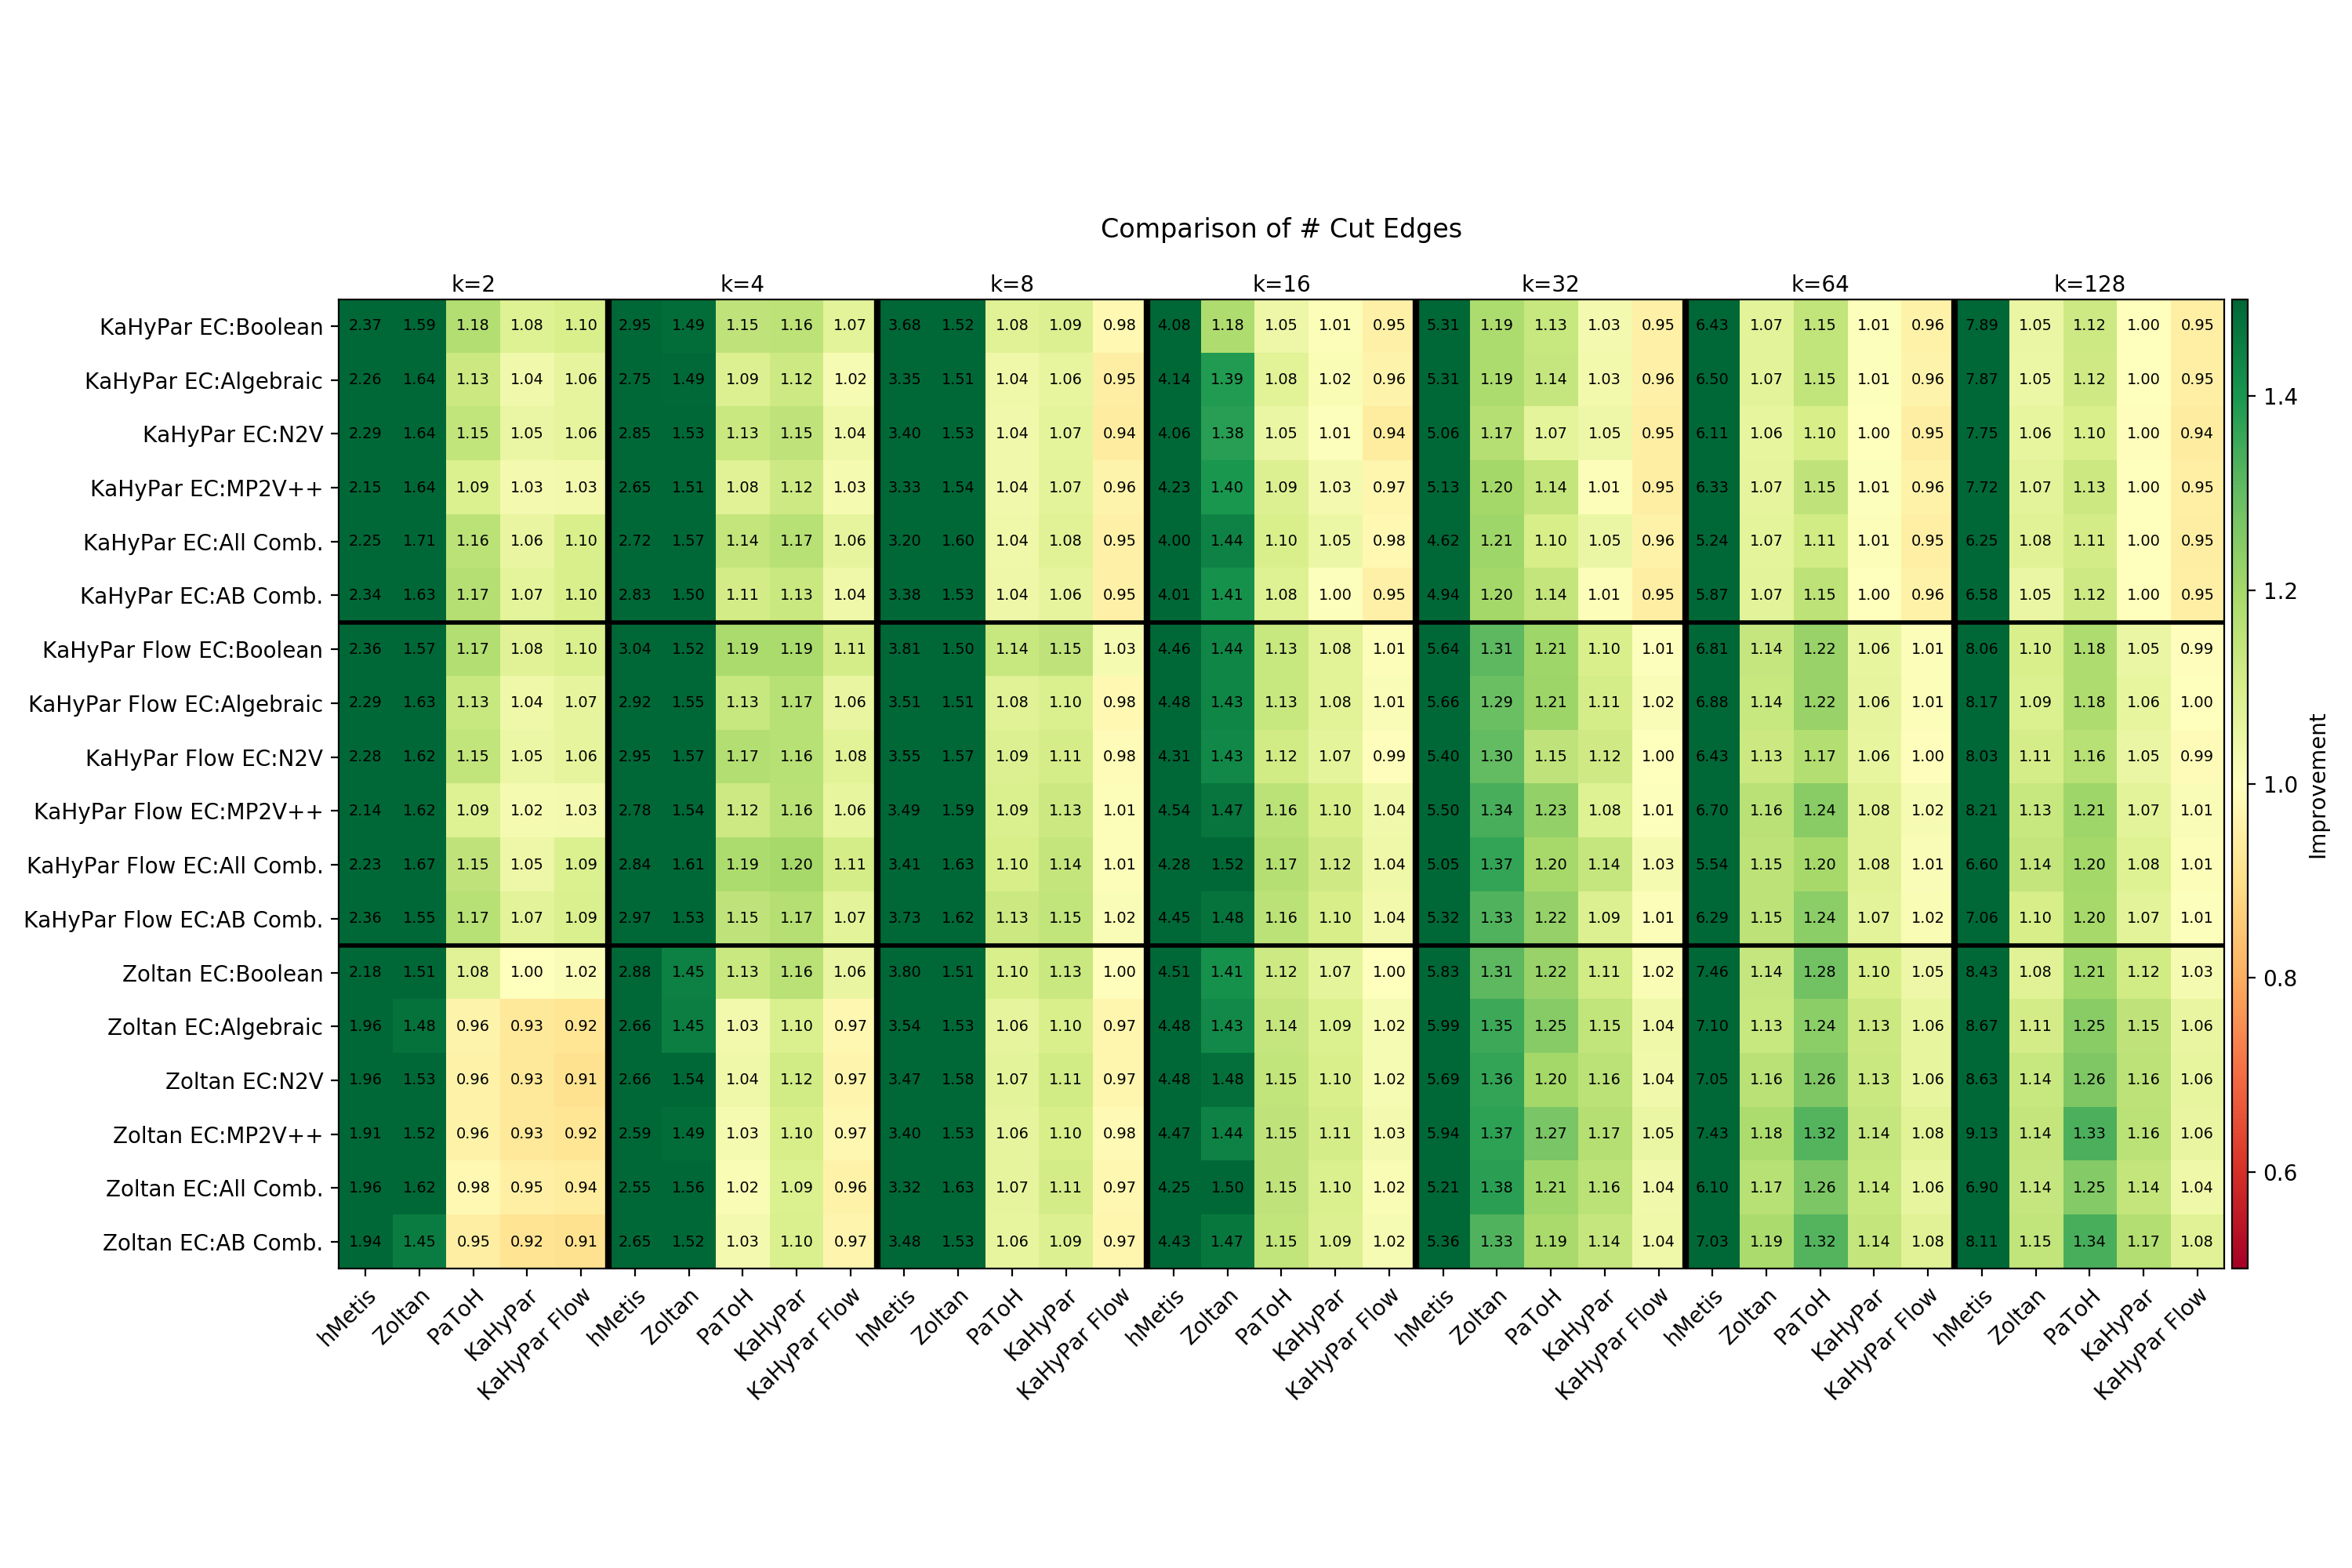 Comparison of # Cut Edges
k=2 k=4 k=8 k=16 k=32 k=64 k=128
KaHyPar EC:Boolean 2.37 1.59 1.18 1.08 1.10 2.95 1.49 1.15 1.16 1.07 3.68 1.52 1.08 1.09 0.98 4.08 1.18 1.05 1.01 0.95 5.31 1.19 1.13 1.03 0.95 6.43 1.07 1.15 1.01 0.96 7.89 1.05 1.12 1.00 0.95
KaHyPar EC:Algebraic 2.26 1.64 1.13 1.04 1.06 2.75 1.49 1.09 1.12 1.02 3.35 1.51 1.04 1.06 0.95 4.14 1.39 1.08 1.02 0.96 5.31 1.19 1.14 1.03 0.96 6.50 1.07 1.15 1.01 0.96 7.87 1.05 1.12 1.00 0.95
KaHyPar EC:N2V 2.29 1.64 1.15 1.05 1.06 2.85 1.53 1.13 1.15 1.04 3.40 1.53 1.04 1.07 0.94 4.06 1.38 1.05 1.01 0.94 5.06 1.17 1.07 1.05 0.95 6.11 1.06 1.10 1.00 0.95 7.75 1.06 1.10 1.00 0.94
KaHyPar EC:MP2V++ 2.15 1.64 1.09 1.03 1.03 2.65 1.51 1.08 1.12 1.03 3.33 1.54 1.04 1.07 0.96 4.23 1.40 1.09 1.03 0.97 5.13 1.20 1.14 1.01 0.95 6.33 1.07 1.15 1.01 0.96 7.72 1.07 1.13 1.00 0.95
KaHyPar EC:All Comb. 2.25 1.71 1.16 1.06 1.10 2.72 1.57 1.14 1.17 1.06 3.20 1.60 1.04 1.08 0.95 4.00 1.44 1.10 1.05 0.98 4.62 1.21 1.10 1.05 0.96 5.24 1.07 1.11 1.01 0.95 6.25 1.08 1.11 1.00 0.95
KaHyPar EC:AB Comb. 2.34 1.63 1.17 1.07 1.10 2.83 1.50 1.11 1.13 1.04 3.38 1.53 1.04 1.06 0.95 4.01 1.41 1.08 1.00 0.95 4.94 1.20 1.14 1.01 0.95 5.87 1.07 1.15 1.00 0.96 6.58 1.05 1.12 1.00 0.95
KaHyPar Flow EC:Boolean 2.36 1.57 1.17 1.08 1.10 3.04 1.52 1.19 1.19 1.11 3.81 1.50 1.14 1.15 1.03 4.46 1.44 1.13 1.08 1.01 5.64 1.31 1.21 1.10 1.01 6.81 1.14 1.22 1.06 1.01 8.06 1.10 1.18 1.05 0.99
KaHyPar Flow EC:Algebraic 2.29 1.63 1.13 1.04 1.07 2.92 1.55 1.13 1.17 1.06 3.51 1.51 1.08 1.10 0.98 4.48 1.43 1.13 1.08 1.01 5.66 1.29 1.21 1.11 1.02 6.88 1.14 1.22 1.06 1.01 8.17 1.09 1.18 1.06 1.00
KaHyPar Flow EC:N2V 2.28 1.62 1.15 1.05 1.06 2.95 1.57 1.17 1.16 1.08 3.55 1.57 1.09 1.11 0.98 4.31 1.43 1.12 1.07 0.99 5.40 1.30 1.15 1.12 1.00 6.43 1.13 1.17 1.06 1.00 8.03 1.11 1.16 1.05 0.99
KaHyPar Flow EC:MP2V++ 2.14 1.62 1.09 1.02 1.03 2.78 1.54 1.12 1.16 1.06 3.49 1.59 1.09 1.13 1.01 4.54 1.47 1.16 1.10 1.04 5.50 1.34 1.23 1.08 1.01 6.70 1.16 1.24 1.08 1.02 8.21 1.13 1.21 1.07 1.01
KaHyPar Flow EC:All Comb. 2.23 1.67 1.15 1.05 1.09 2.84 1.61 1.19 1.20 1.11 3.41 1.63 1.10 1.14 1.01 4.28 1.52 1.17 1.12 1.04 5.05 1.37 1.20 1.14 1.03 5.54 1.15 1.20 1.08 1.01 6.60 1.14 1.20 1.08 1.01
KaHyPar Flow EC:AB Comb. 2.36 1.55 1.17 1.07 1.09 2.97 1.53 1.15 1.17 1.07 3.73 1.62 1.13 1.15 1.02 4.45 1.48 1.16 1.10 1.04 5.32 1.33 1.22 1.09 1.01 6.29 1.15 1.24 1.07 1.02 7.06 1.10 1.20 1.07 1.01
Zoltan EC:Boolean 2.18 1.51 1.08 1.00 1.02 2.88 1.45 1.13 1.16 1.06 3.80 1.51 1.10 1.13 1.00 4.51 1.41 1.12 1.07 1.00 5.83 1.31 1.22 1.11 1.02 7.46 1.14 1.28 1.10 1.05 8.43 1.08 1.21 1.12 1.03
Zoltan EC:Algebraic 1.96 1.48 0.96 0.93 0.92 2.66 1.45 1.03 1.10 0.97 3.54 1.53 1.06 1.10 0.97 4.48 1.43 1.14 1.09 1.02 5.99 1.35 1.25 1.15 1.04 7.10 1.13 1.24 1.13 1.06 8.67 1.11 1.25 1.15 1.06
Zoltan EC:N2V 1.96 1.53 0.96 0.93 0.91 2.66 1.54 1.04 1.12 0.97 3.47 1.58 1.07 1.11 0.97 4.48 1.48 1.15 1.10 1.02 5.69 1.36 1.20 1.16 1.04 7.05 1.16 1.26 1.13 1.06 8.63 1.14 1.26 1.16 1.06
Zoltan EC:MP2V++ 1.91 1.52 0.96 0.93 0.92 2.59 1.49 1.03 1.10 0.97 3.40 1.53 1.06 1.10 0.98 4.47 1.44 1.15 1.11 1.03 5.94 1.37 1.27 1.17 1.05 7.43 1.18 1.32 1.14 1.08 9.13 1.14 1.33 1.16 1.06
Zoltan EC:All Comb. 1.96 1.62 0.98 0.95 0.94 2.55 1.56 1.02 1.09 0.96 3.32 1.63 1.07 1.11 0.97 4.25 1.50 1.15 1.10 1.02 5.21 1.38 1.21 1.16 1.04 6.10 1.17 1.26 1.14 1.06 6.90 1.14 1.25 1.14 1.04
Zoltan EC:AB Comb. 1.94 1.45 0.95 0.92 0.91 2.65 1.52 1.03 1.10 0.97 3.48 1.53 1.06 1.09 0.97 4.43 1.47 1.15 1.09 1.02 5.36 1.33 1.19 1.14 1.04 7.03 1.19 1.32 1.14 1.08 8.11 1.15 1.34 1.17 1.08
hMetis Zoltan PaToH KaHyPar KaHyPar Flow hMetis Zoltan PaToH KaHyPar KaHyPar Flow hMetis Zoltan PaToH KaHyPar KaHyPar Flow hMetis Zoltan PaToH KaHyPar KaHyPar Flow hMetis Zoltan PaToH KaHyPar KaHyPar Flow hMetis Zoltan PaToH KaHyPar KaHyPar Flow hMetis Zoltan PaToH KaHyPar KaHyPar Flow
1.4
1.2
1.0
0.8
0.6
Improvement